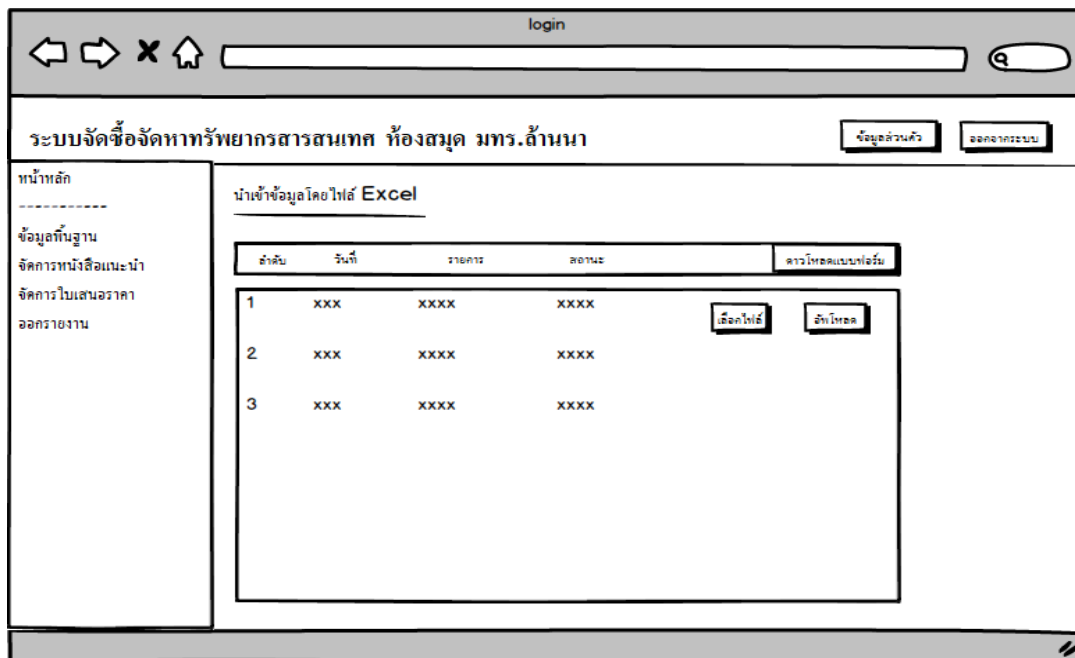 login
ระบบจัดซื้อจัดหาทรัพยากรสารสนเทศ ห้องสมุด มทร.ล้านนา
ข้อมูลส่วนตัว
ออกจากระบบ
หน้าหลัก
-----------
ข้อมูลพื้นฐาน
จัดการหนังสือแนะนำ
จัดการใบเสนอราคา
ออกรายงาน
นำเข้าข้อมูลโดยไฟล์ Excel
ลำดับ วันที่ รายการ สถานะ ดาวโหลดแบบฟอร์ม
1 xxx xxxx xxxx เลือกไฟล์ อัพโหลด
2 xxx xxxx xxxx
3 xxx xxxx xxxx